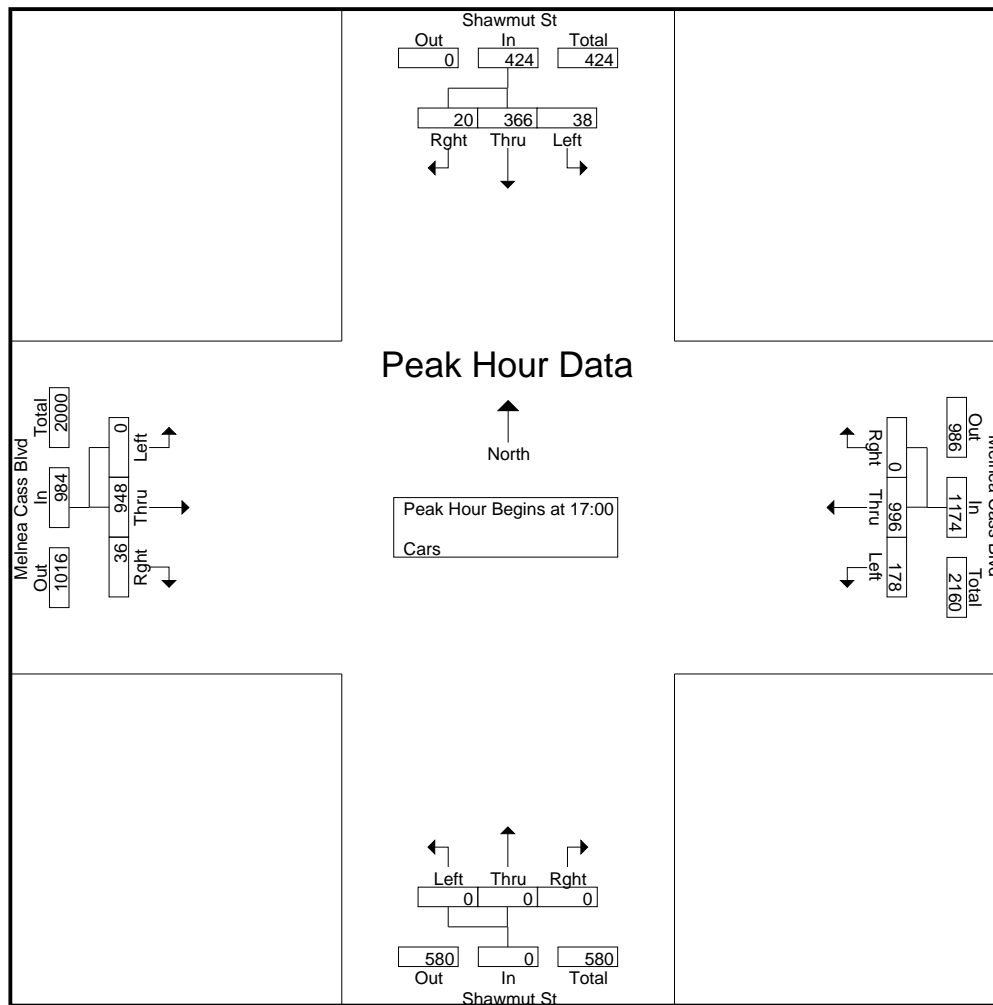 Shawmut St
Out In Total
0 424 424
20 366 38
Rght Thru Left
Peak Hour Data
North
Peak Hour Begins at 17:00
Cars
Melnea Cass Blvd
Out In Total
1016 984 2000
36 948 0
Rght Thru Left
Melnea Cass Blvd
Out In Total
986 1174 2160
0 996 178
Rght Thru Left
Left Thru Rght
0 0 0
580 0 580
Out In Total
Shawmut St